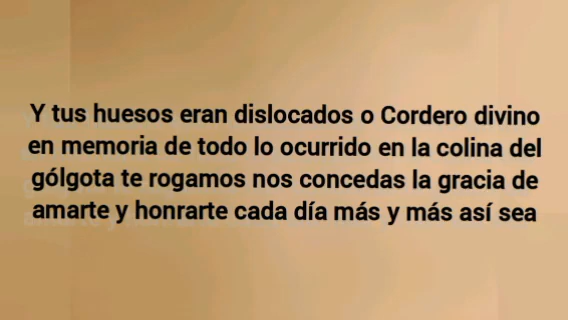 Y tus huesos eran dislocados o Cordero divino
en memoria de todo lo ocurrido en la colina del
gólgota te rogamos nos concedas la gracia de
amarte y honrarte cada día más y más así sea